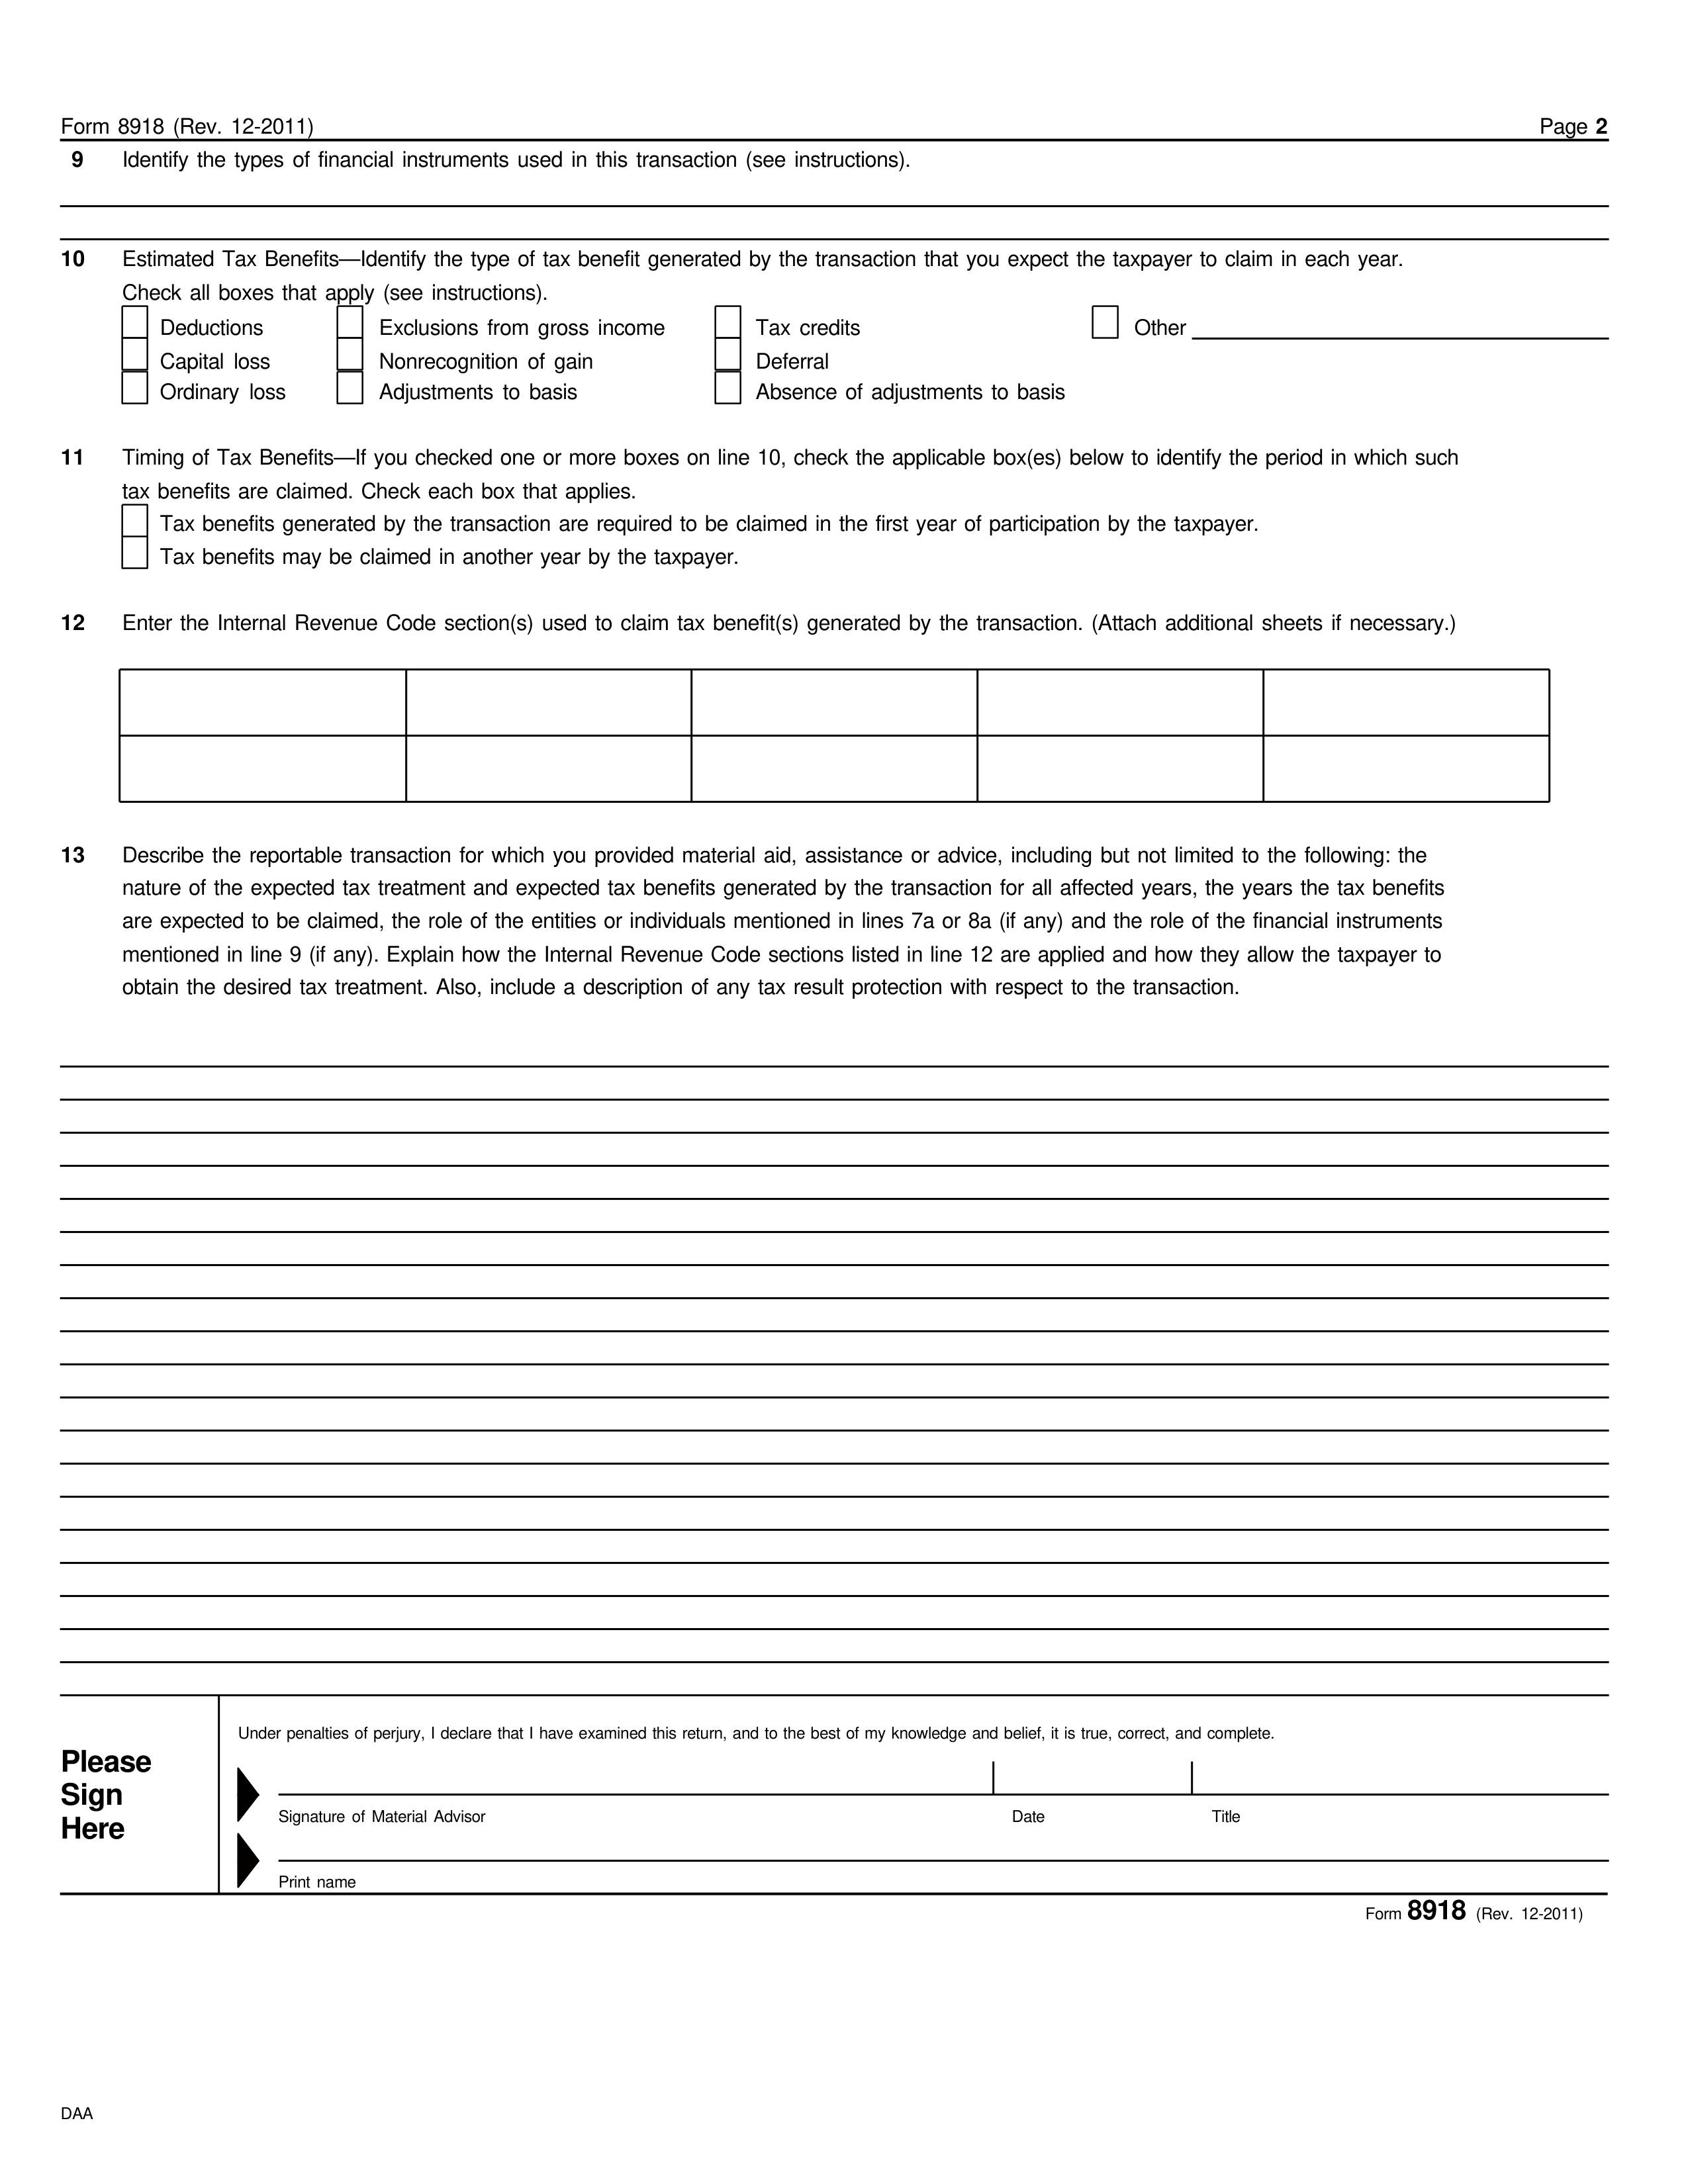 Form 8918 (Rev. 12-2011) Page 2
9 Identify the types of financial instruments used in this transaction (see instructions).
10 Estimated Tax Benefits—Identify the type of tax benefit generated by the transaction that you expect the taxpayer to claim in each year.
Check all boxes that apply (see instructions).
Deductions Exclusions from gross income Tax credits Other
Capital loss Nonrecognition of gain Deferral
Ordinary loss Adjustments to basis Absence of adjustments to basis
11 Timing of Tax Benefits—If you checked one or more boxes on line 10, check the applicable box(es) below to identify the period in which such
tax benefits are claimed. Check each box that applies.
Tax benefits generated by the transaction are required to be claimed in the first year of participation by the taxpayer.
Tax benefits may be claimed in another year by the taxpayer.
12 Enter the Internal Revenue Code section(s) used to claim tax benefit(s) generated by the transaction. (Attach additional sheets if necessary.)
13 Describe the reportable transaction for which you provided material aid, assistance or advice, including but not limited to the following: the
nature of the expected tax treatment and expected tax benefits generated by the transaction for all affected years, the years the tax benefits
are expected to be claimed, the role of the entities or individuals mentioned in lines 7a or 8a (if any) and the role of the financial instruments
mentioned in line 9 (if any). Explain how the Internal Revenue Code sections listed in line 12 are applied and how they allow the taxpayer to
obtain the desired tax treatment. Also, include a description of any tax result protection with respect to the transaction.
Please
Sign
Here
Under penalties of perjury, I declare that I have examined this return, and to the best of my knowledge and belief, it is true, correct, and complete.
Signature of Material Advisor Date Title
Print name
Form 8918 (Rev. 12-2011)
DAA